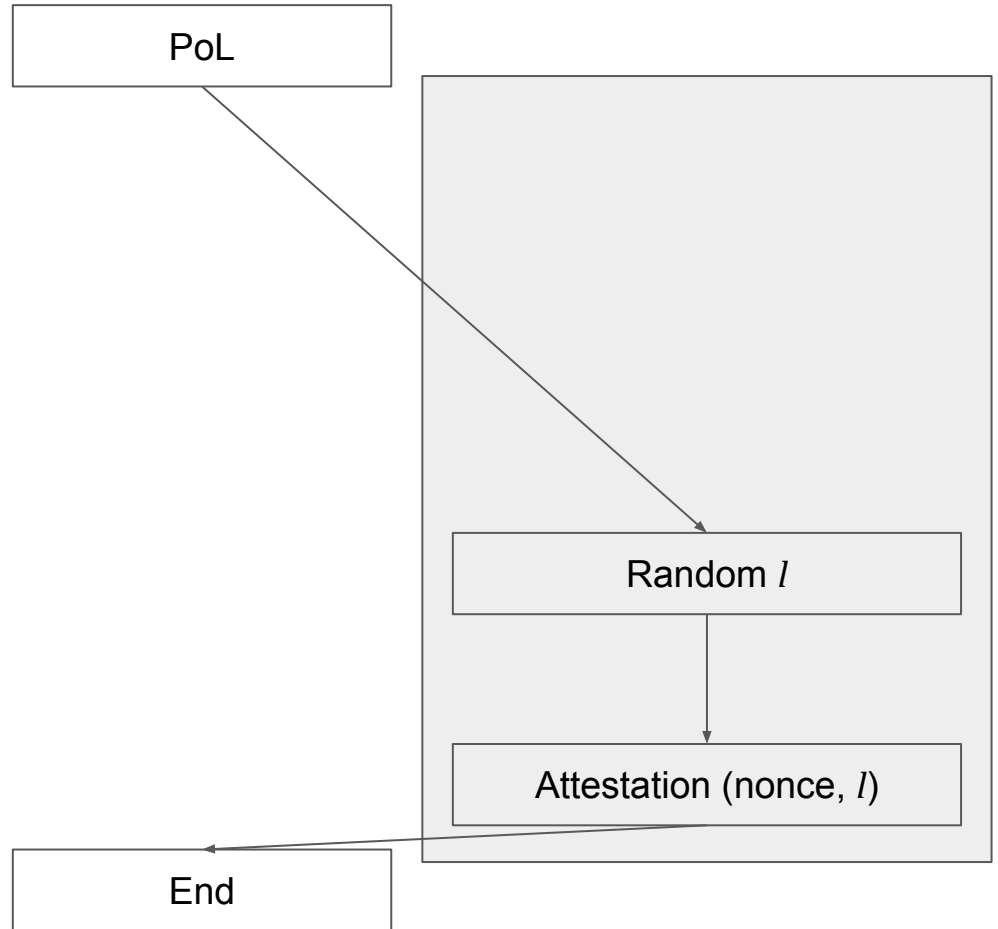 PoL
Random l
Attestation (nonce, l)
End